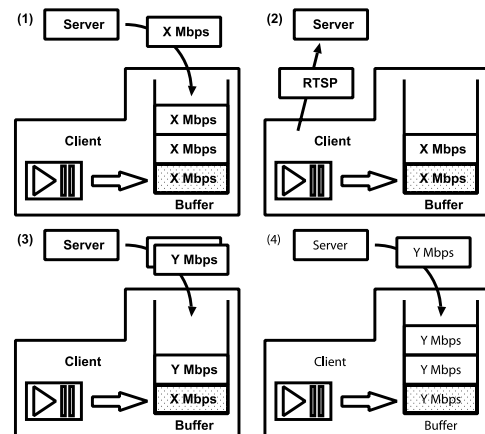 (1)
Server
X Mbps
X Mbps
Client
X Mbps
X Mbps
Buffer
(2)
Server
RTSP
Client
X Mbps
X Mbps
Buffer
(3)
Server
Y Mbps
Client
Y Mbps
X Mbps
Buffer
(4)
Server
Y Mbps
Y Mbps
Client
Y Mbps
Y Mbps
Buffer